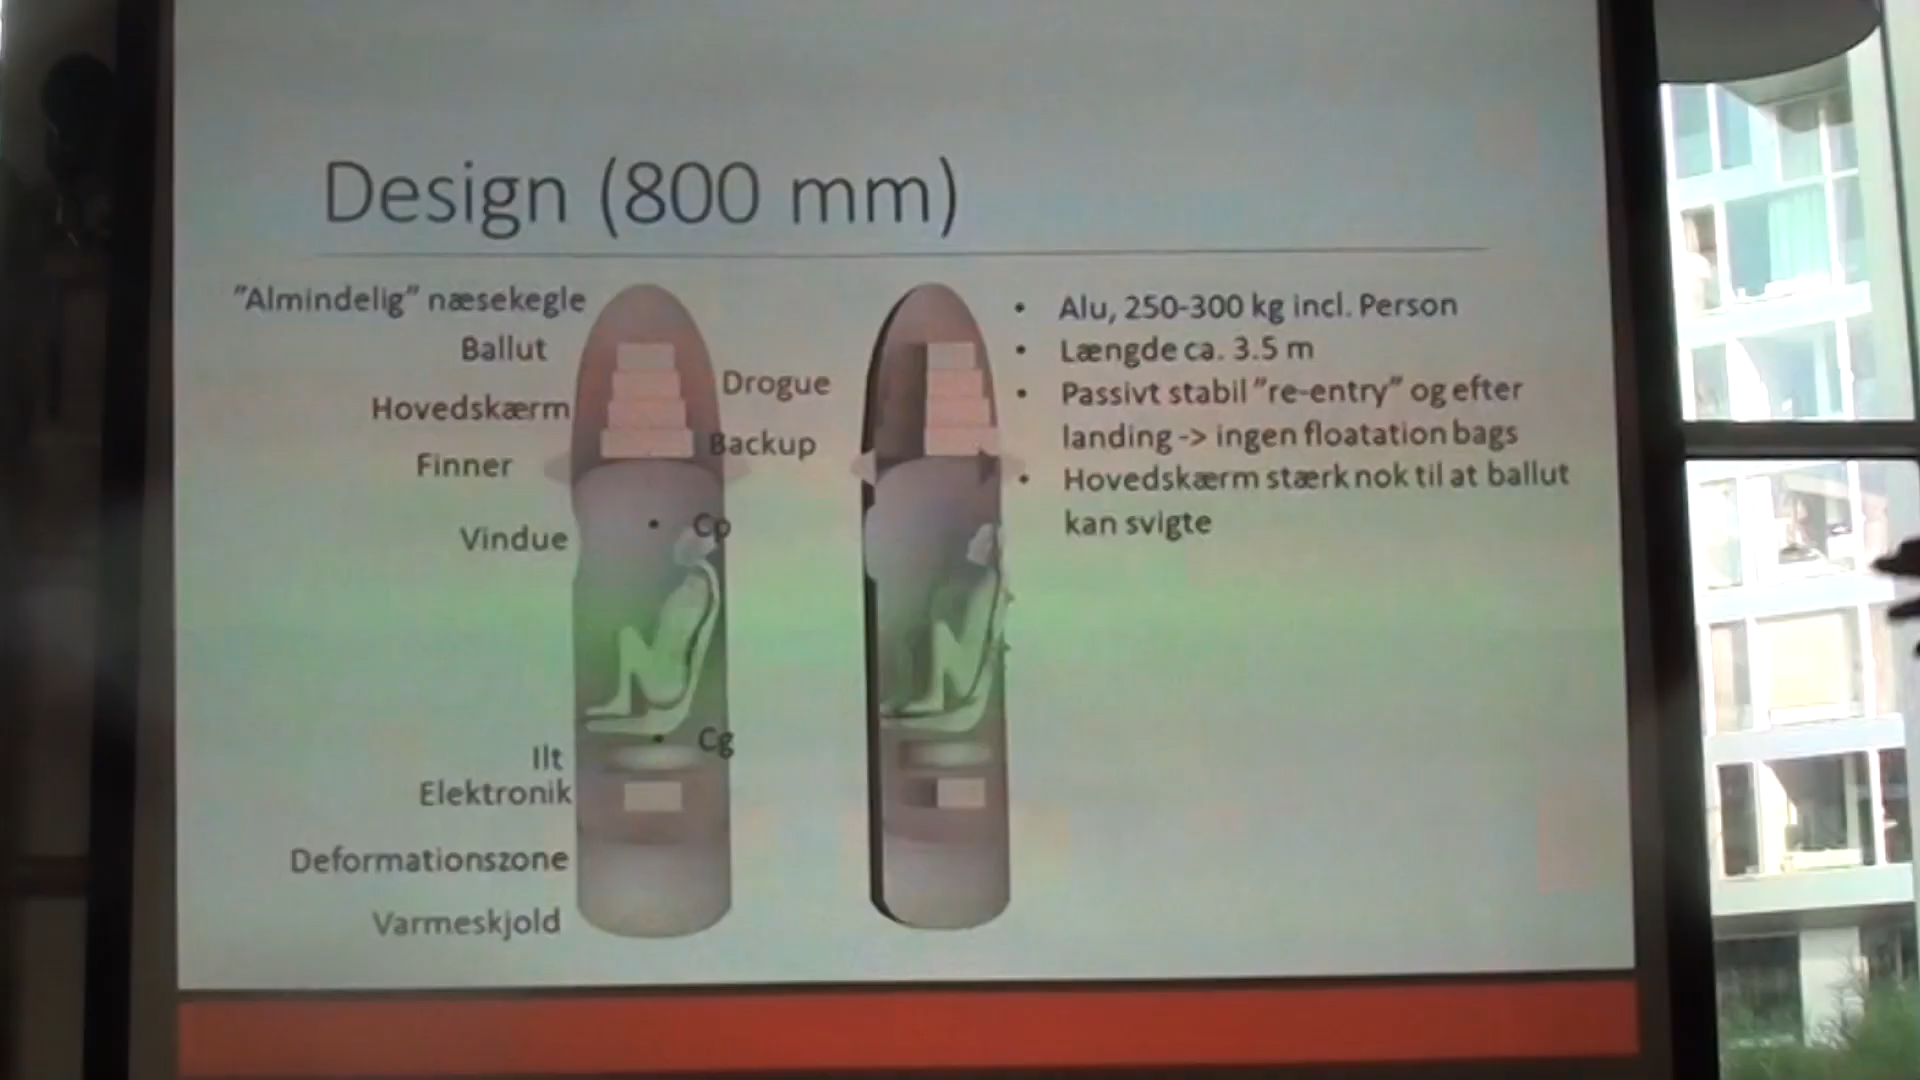 Design (800 mm)
”Almindelig” næsekegle
Ballut
Drogue
Hovedskærm
Backup
Finner
Cp
Vindue
Cg
Ilt
Elektronik
Deformationszone
Varmeskjold
• Alu, 250-300 kg incl. Person
• Længde ca. 3.5 m
• Passivt stabil ”re-entry” og efter
landing -> ingen floatation bags
• Hovedskærm stærk nok til at ballut
kan svigte